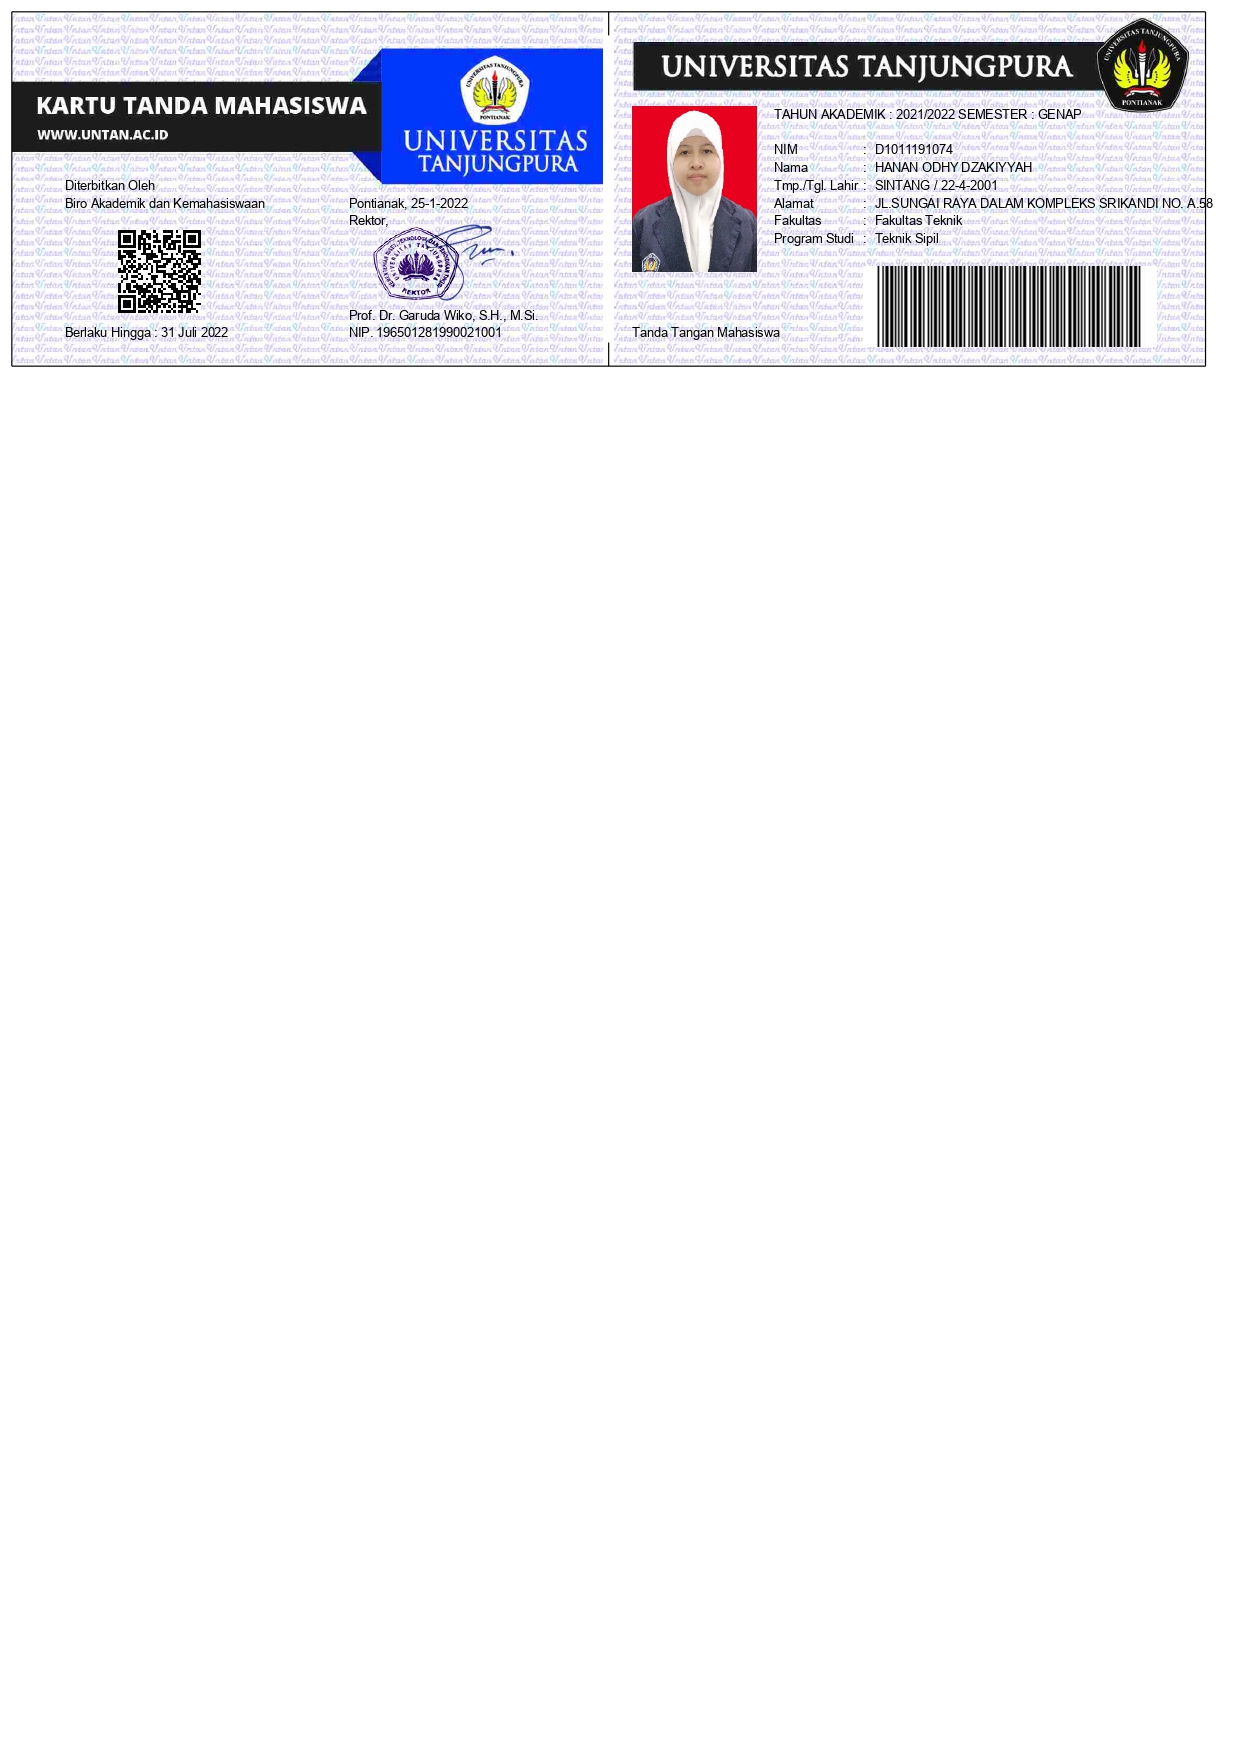 KARTU TANDA MAHASISWA
WWW.UNTAN.AC.ID
UNIVERSITAS TANJUNGPURA
PONTIANAK
UNIVERSITAS
TANJUNGPURA
Diterbitkan Oleh
Biro Akademik dan Kemahasiswaan
Berlaku Hingga : 31 Juli 2022
Pontianak, 25-1-2022
Rektor,
REKTOR
Prof. Dr. Garuda Wiko, S.H., M.Si.
NIP. 196501281990021001
UNIVERSITAS TANJUNGPURA
UNIVERSITAS TANJUNGPURA
PONTIANAK
TAHUN AKADEMIK : 2021/2022 SEMESTER : GENAP
NIM : D1011191074
Nama : HANAN ODHY DZAKIYYAH
Tmp./Tgl. Lahir : SINTANG / 22-4-2001
Alamat : JL.SUNGAI RAYA DALAM KOMPLEKS SRIKANDI NO. A.58
Fakultas : Fakultas Teknik
Program Studi : Teknik Sipil
Tanda Tangan Mahasiswa